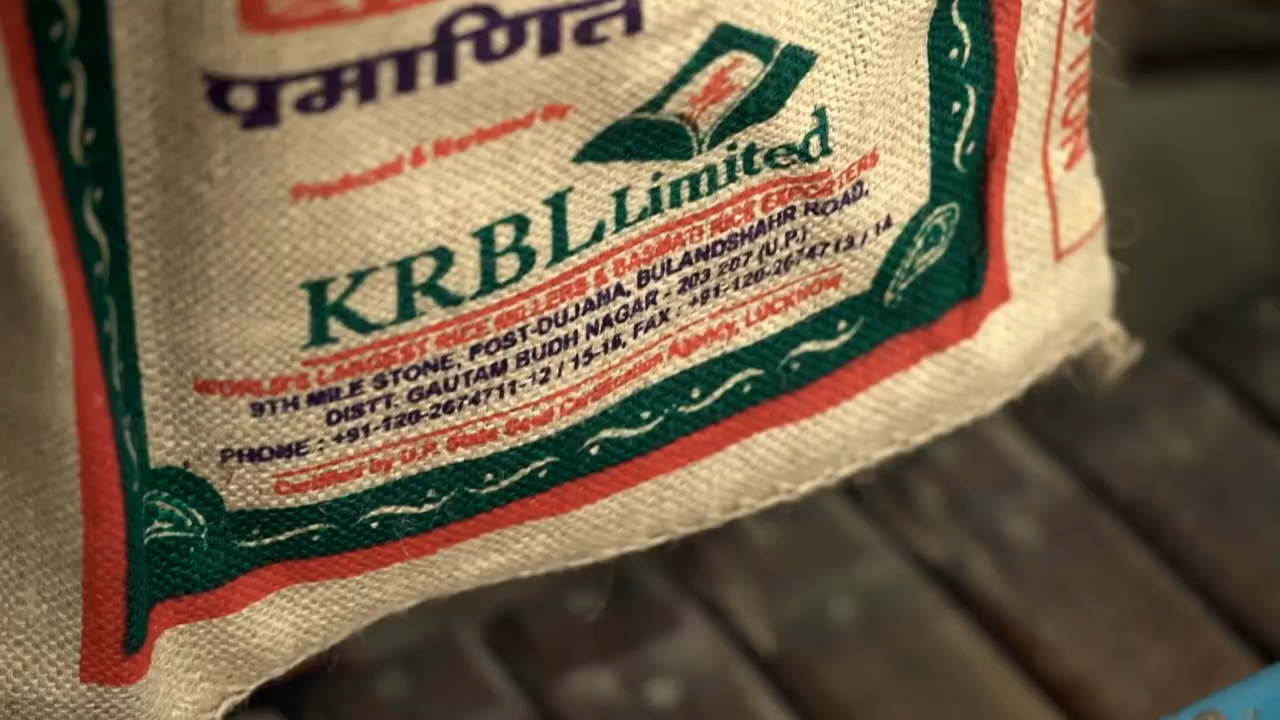 प्रमाणित
Produced & Marketed By
KRBL Limited
WORLD'S LARGEST RICE MILLERS & BASMATI RICE EXPORTERS
9TH MILE STONE, POST-DUJANA, BULANDSHAHR ROAD,
DISTT. GAUTAM BUDH NAGAR - 203 207 (U.P.)
PHONE : +91-120-2674711-12 / 15-16, FAX : +91-120-2674713 / 14
Certified by U.P. State Seed Certification Agency, LUCKNOW